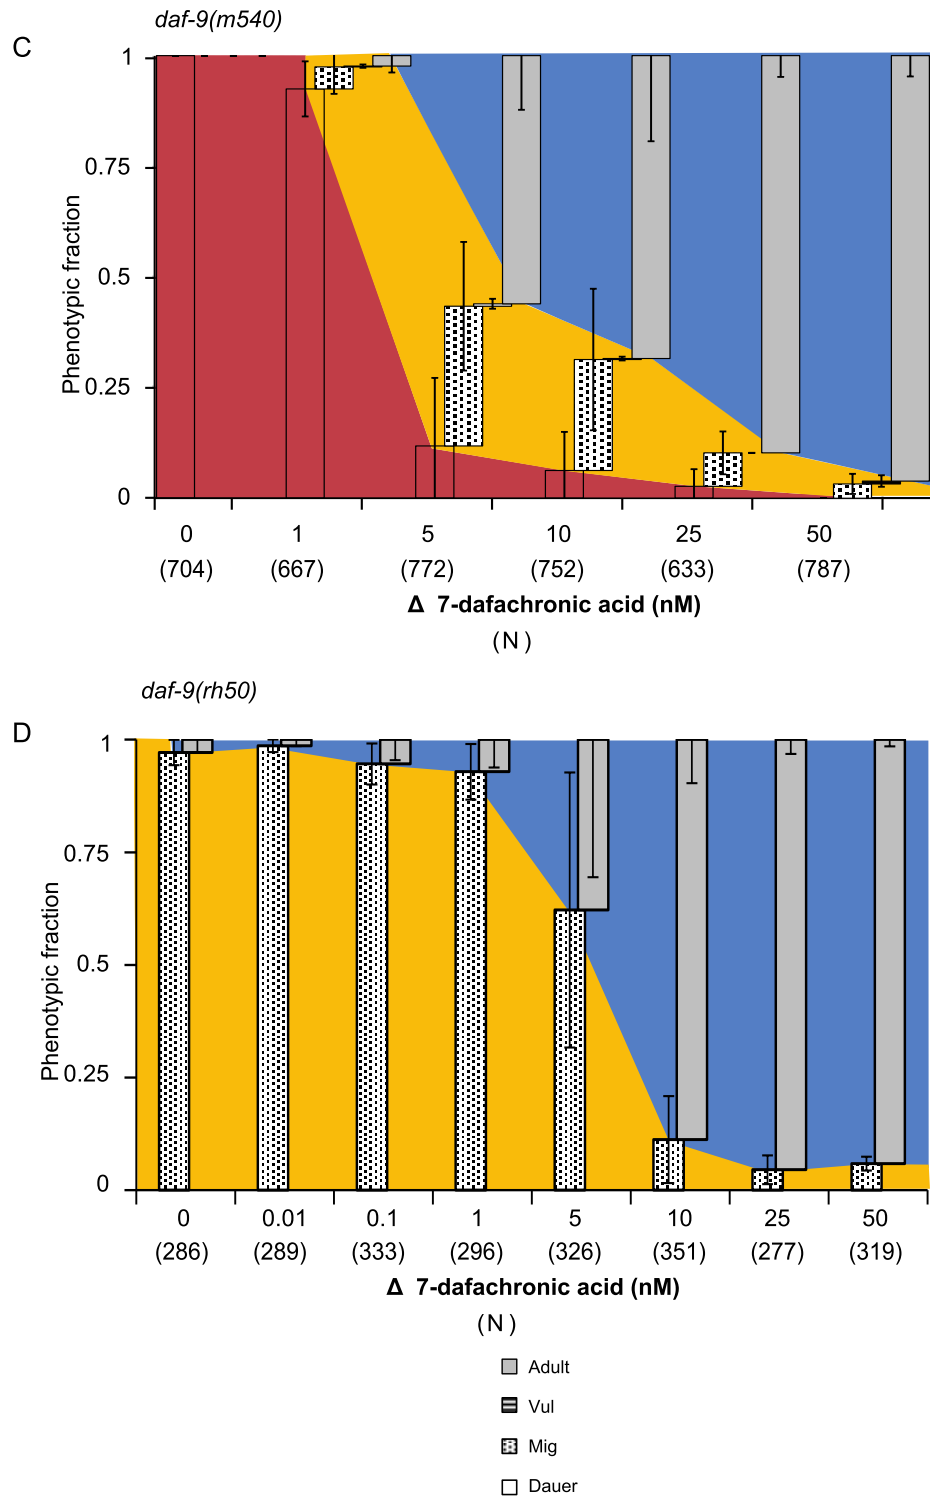 daf-9(m540)
C
1
0.75
0.5
0.25
0
Phenotypic fraction
0 1 5 10 25 50
(704) (667) (772) (752) (633) (787)
Δ 7-dafachronic acid (nM)
(N)
daf-9(rh50)
D
1
0.75
0.5
0.25
0
Phenotypic fraction
0 0.01 0.1 1 5 10 25 50
(286) (289) (333) (296) (326) (351) (277) (319)
Δ 7-dafachronic acid (nM)
(N)
Adult
Vul
Mig
Dauer